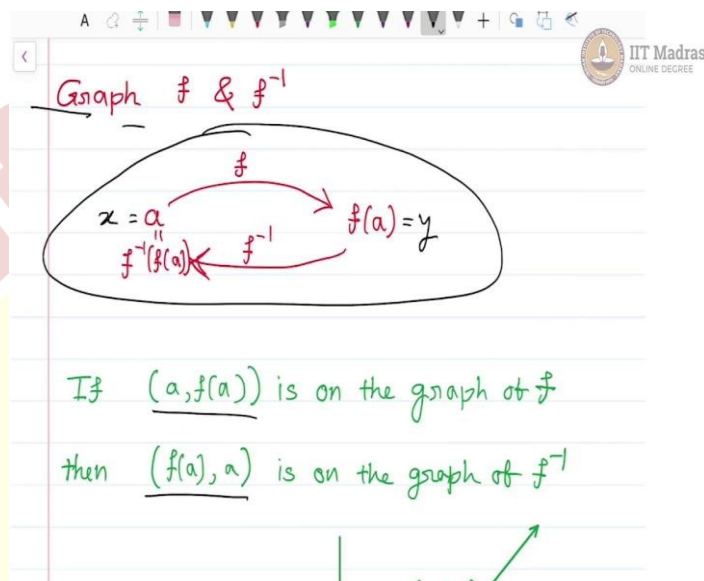 A
IIT Madras
ONLINE DEGREE
Graph f & f⁻¹
f
x = a
f(a) = y
"
f⁻¹(f(a))
f⁻¹
If (a, f(a)) is on the graph of f
then (f(a), a) is on the graph of f⁻¹